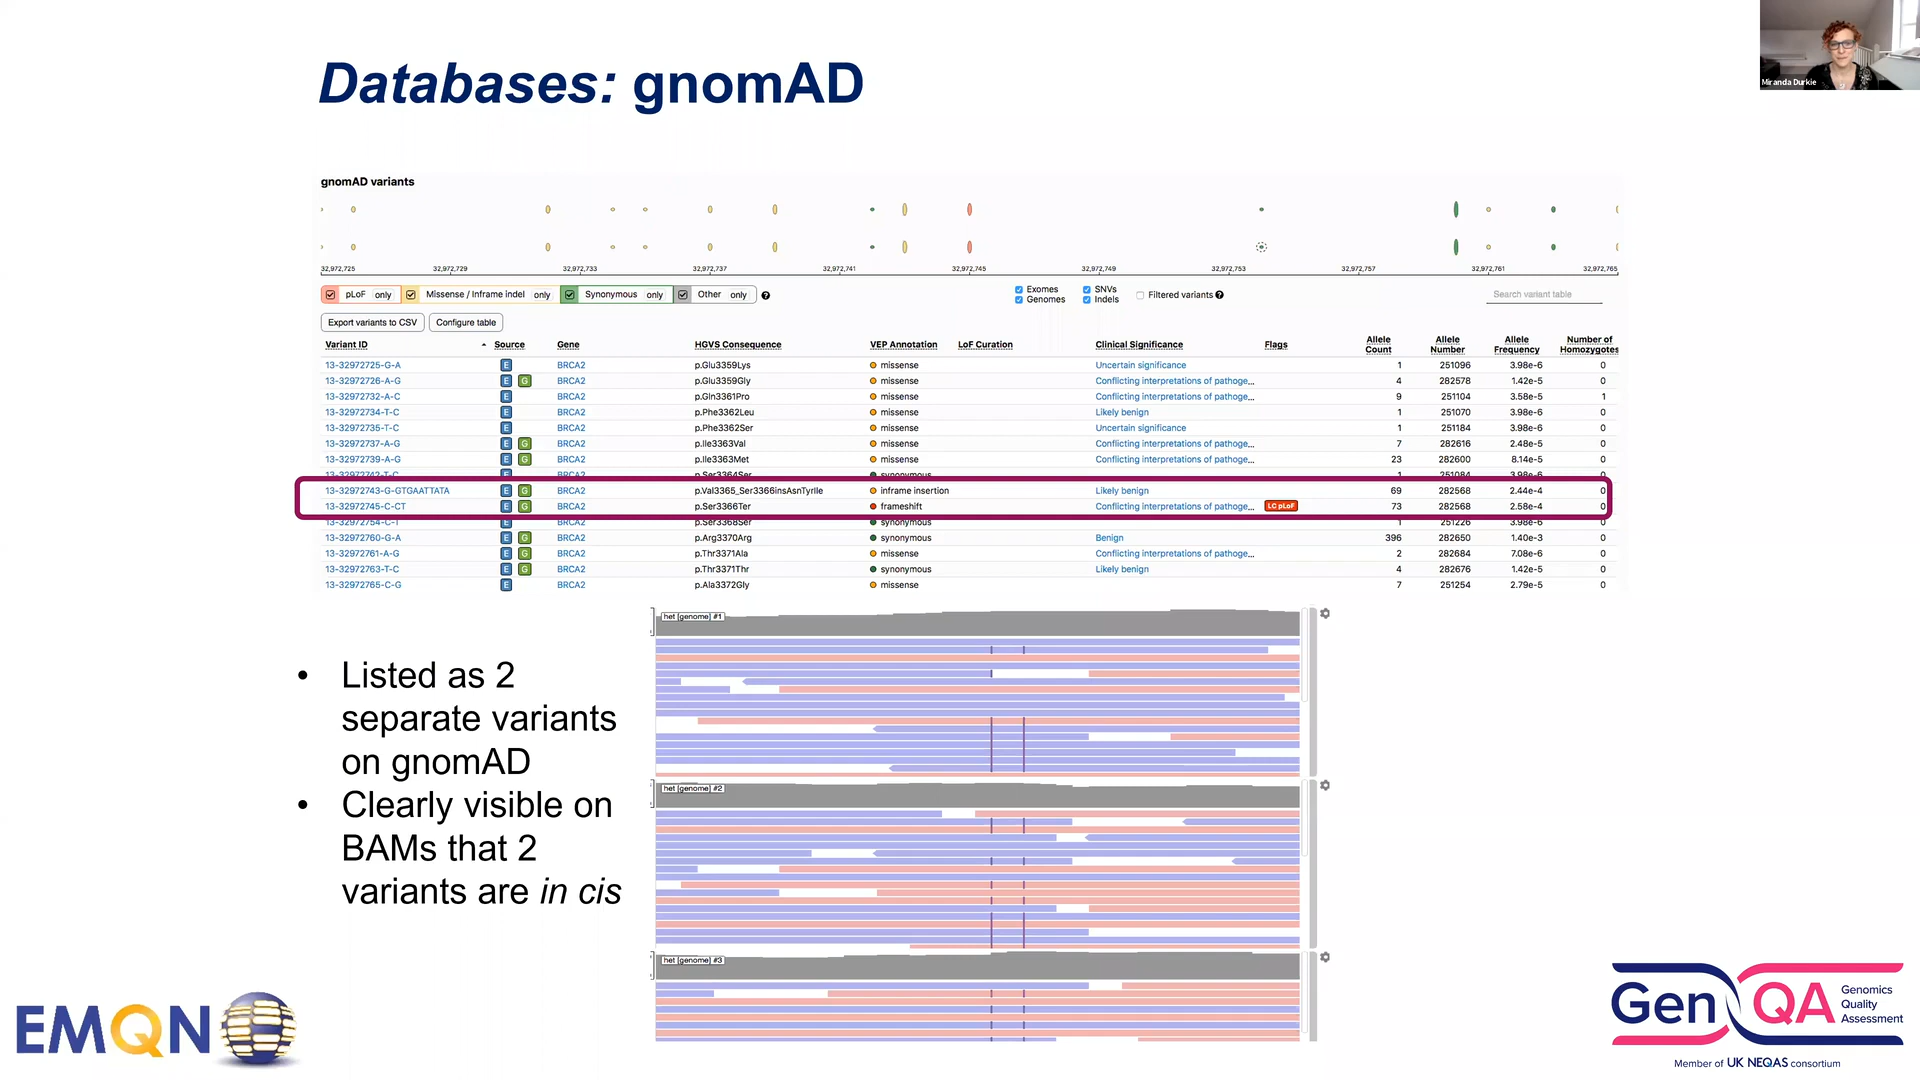 Databases: gnomAD
Miranda Durkie
gnomAD variants
32,972,725 32,972,729 32,972,733 32,972,737 32,972,741 32,972,745 32,972,749 32,972,753 32,972,757 32,972,761 32,972,765
pLoF only Missense / Inframe indel only Synonymous only Other only ?
Exomes SNVs Filtered variants ? Search variant table
Genomes Indels
Export variants to CSV Configure table
Variant ID Source Gene HGVS Consequence VEP Annotation LoF Curation Clinical Significance Flags Allele Count Allele Number Allele Frequency Number of Homozygotes
13-32972725-G-A E BRCA2 p.Glu3359Lys missense Uncertain significance 1 251096 3.98e-6 0
13-32972726-A-G E G BRCA2 p.Glu3359Gly missense Conflicting interpretations of pathoge... 4 282578 1.42e-5 0
13-32972732-A-C E BRCA2 p.Gln3361Pro missense Conflicting interpretations of pathoge... 9 251104 3.58e-5 1
13-32972734-T-C E BRCA2 p.Phe3362Leu missense Likely benign 1 251070 3.98e-6 0
13-32972735-T-C E BRCA2 p.Phe3362Ser missense Uncertain significance 1 251184 3.98e-6 0
13-32972737-A-G E G BRCA2 p.Ile3363Val missense Conflicting interpretations of pathoge... 7 282616 2.48e-5 0
13-32972739-A-G E G BRCA2 p.Ile3363Met missense Conflicting interpretations of pathoge... 23 282600 8.14e-5 0
13-32972742-T-C E BRCA2 p.Ser3364Ser synonymous 1 251084 3.98e-6 0
13-32972743-G-GTGAATTATA E G BRCA2 p.Val3365_Ser3366insAsnTyrIle inframe insertion Likely benign 69 282568 2.44e-4 0
13-32972745-C-CT E G BRCA2 p.Ser3366Ter frameshift Conflicting interpretations of pathoge... LC pLoF 73 282568 2.58e-4 0
13-32972754-C-T E BRCA2 p.Ser3368Ser synonymous 1 251226 3.98e-6 0
13-32972760-G-A E G BRCA2 p.Arg3370Arg synonymous Benign 396 282650 1.40e-3 0
13-32972761-A-G E G BRCA2 p.Thr3371Ala missense Conflicting interpretations of pathoge... 2 282684 7.08e-6 0
13-32972763-T-C E G BRCA2 p.Thr3371Thr synonymous Likely benign 4 282676 1.42e-5 0
13-32972765-C-G E BRCA2 p.Ala3372Gly missense 7 251254 2.79e-5 0
het [genome] #1
• Listed as 2
separate variants
on gnomAD
• Clearly visible on
BAMs that 2
variants are in cis
het [genome] #2
het [genome] #3
EMQN
GenQA Genomics
Quality
Assessment
Member of UK NEQAS consortium